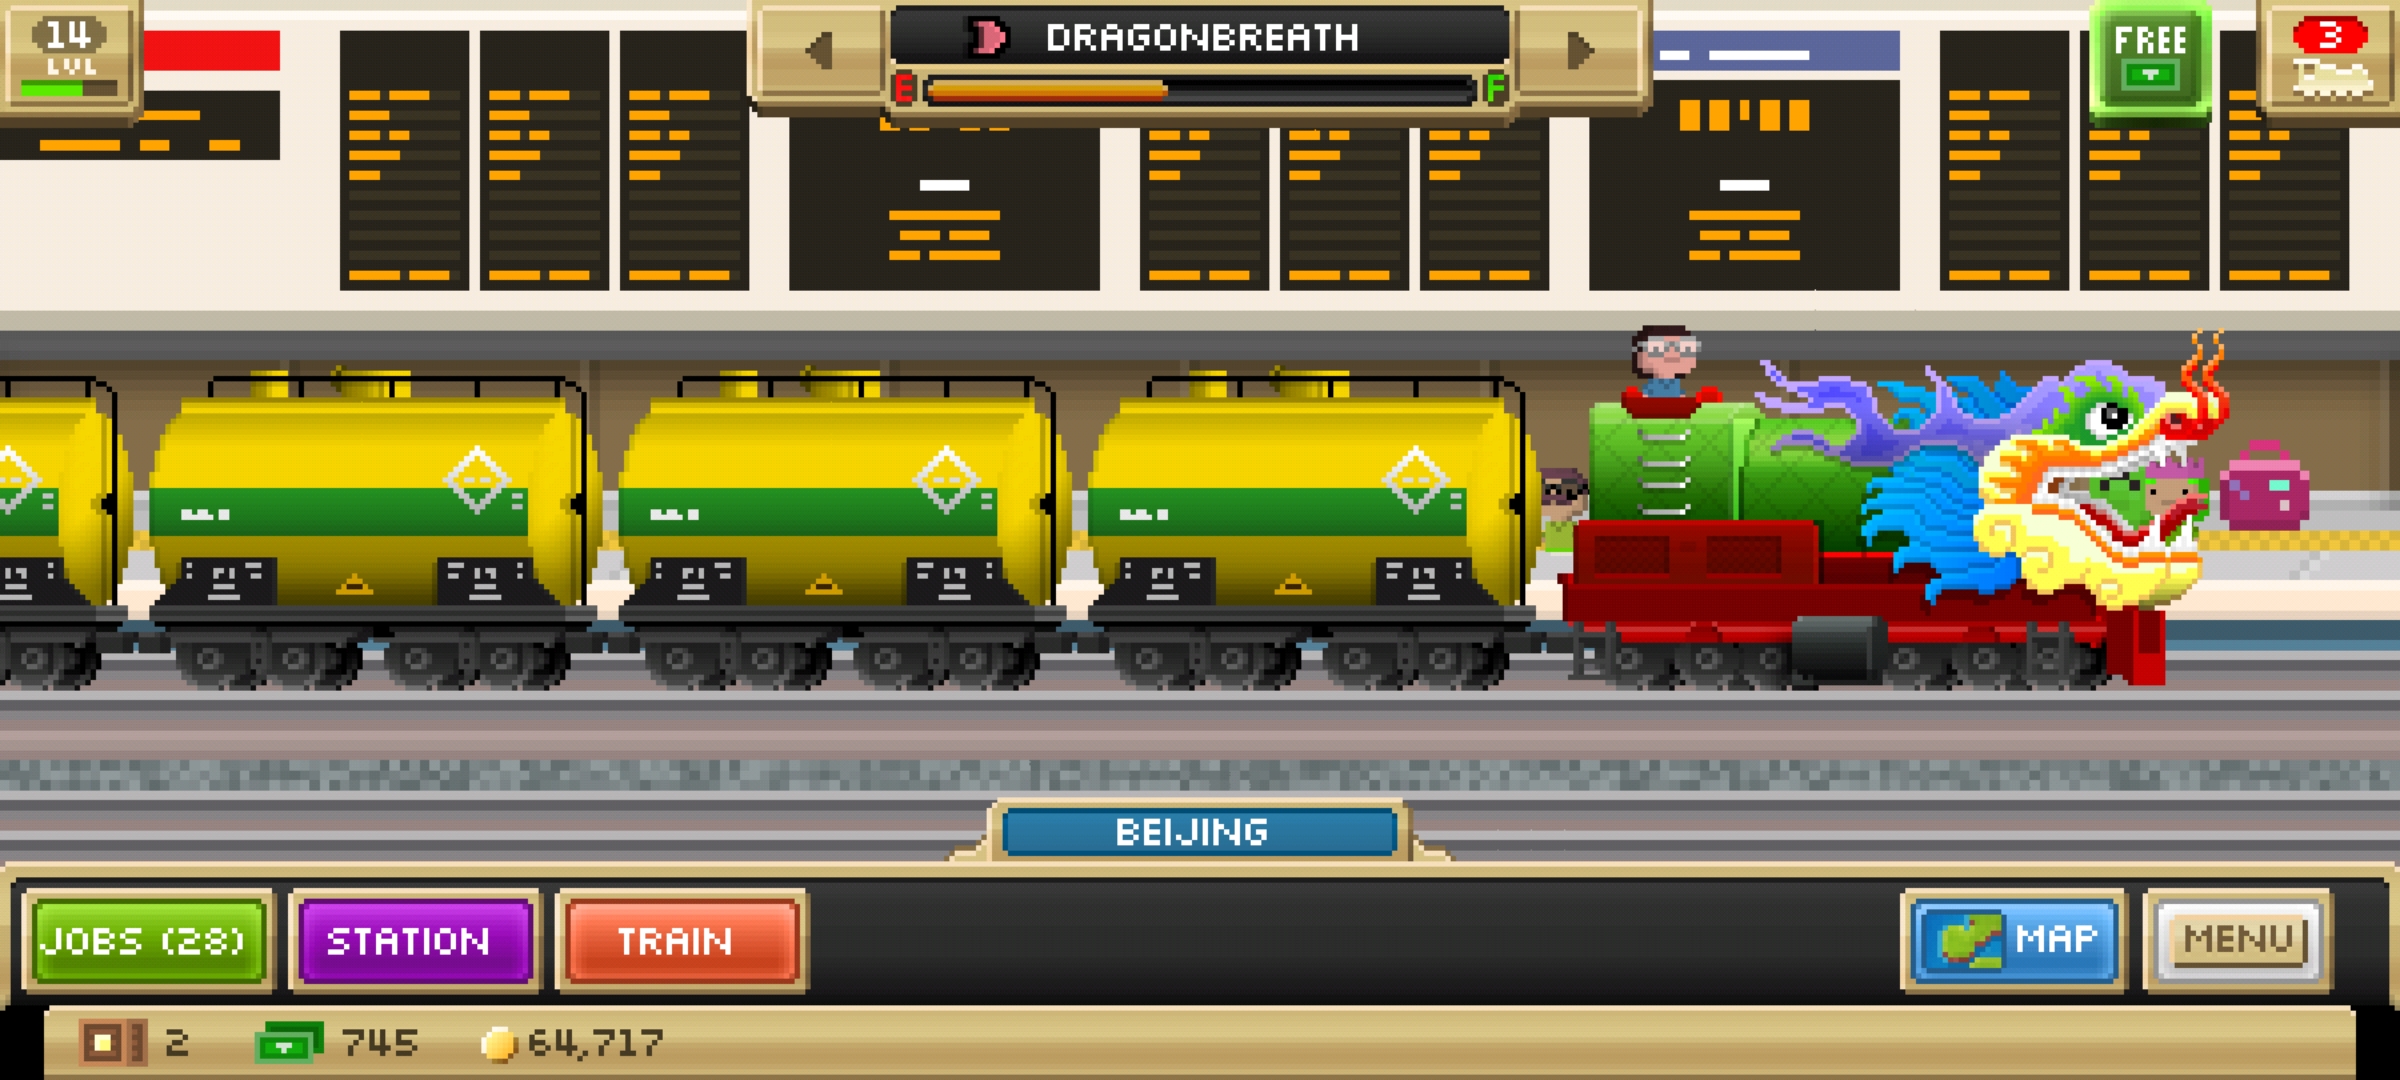 14
LVL
DRAGONBREATH
E
F
FREE
3
BEIJING
JOBS (28)
STATION
TRAIN
MAP
MENU
2
745
64,717